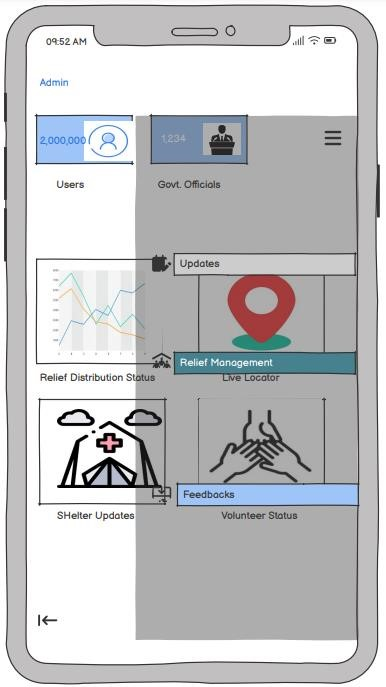 09:52 AM
Admin
2,000,000
1,234
Users
Govt. Officials
Updates
Relief Management
Relief Distribution Status
Live Locator
Feedbacks
SHelter Updates
Volunteer Status